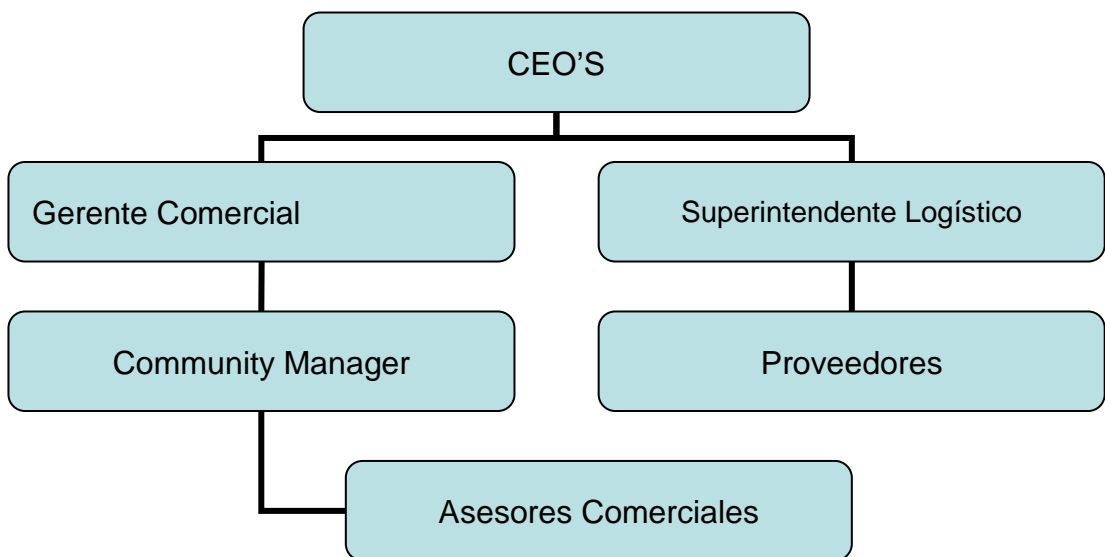 CEO’S
Gerente Comercial
Superintendente Logístico
Community Manager
Proveedores
Asesores Comerciales